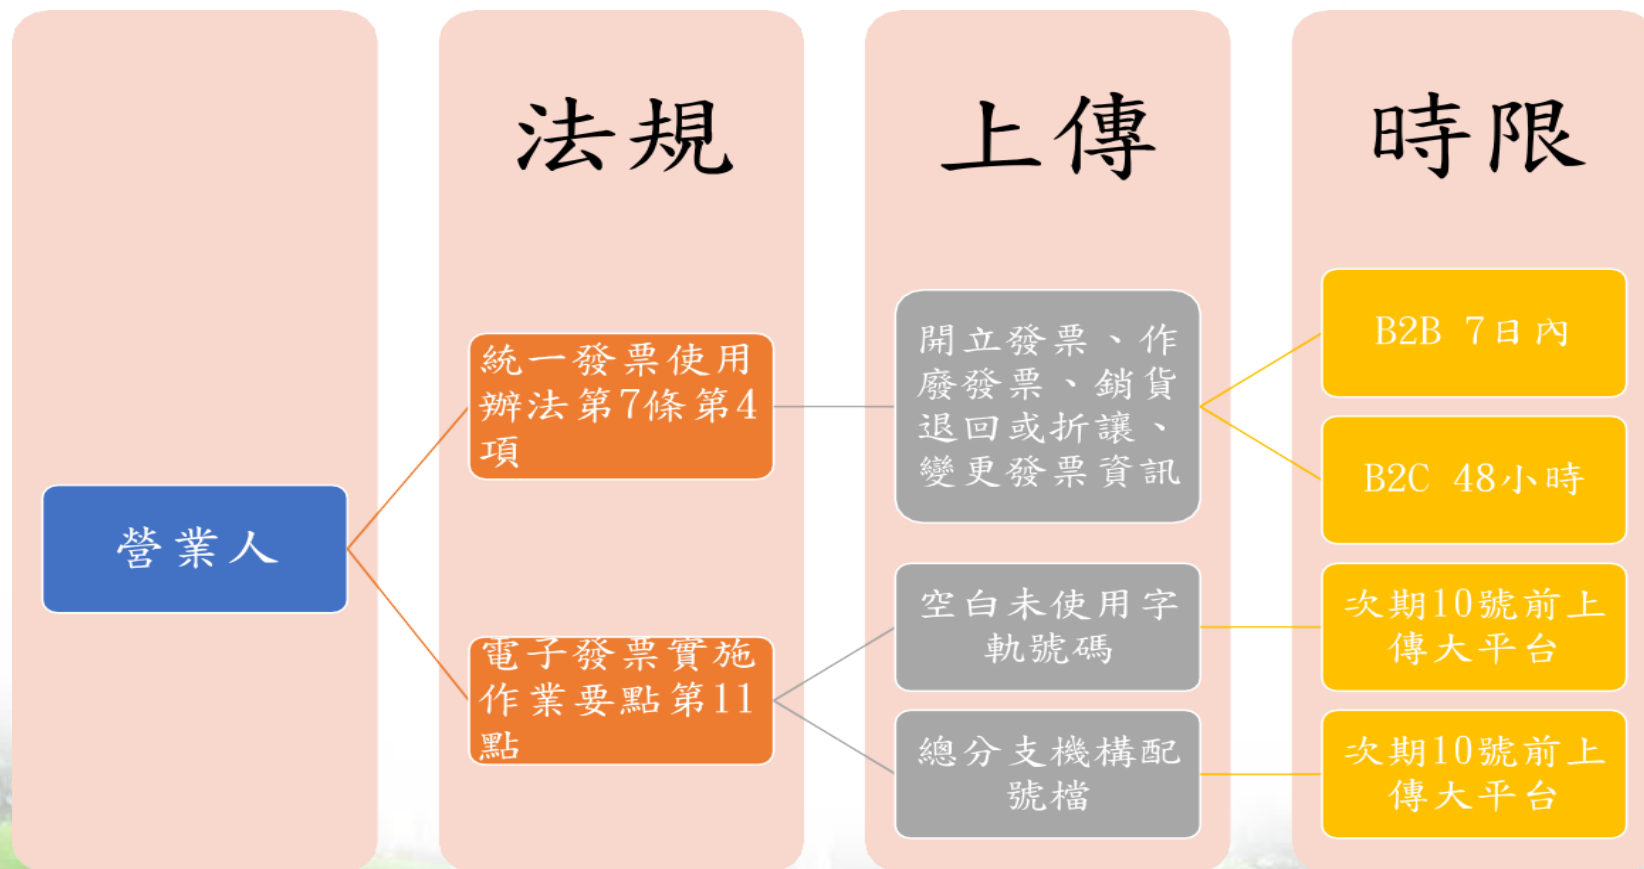 法規
上傳
時限
營業人
統一發票使用
辦法第7條第4
項
電子發票實施
作業要點第11
點
開立發票、作
廢發票、銷貨
退回或折讓、
變更發票資訊
空白未使用字
軌號碼
總分支機構配
號檔
B2B 7日內
B2C 48小時
次期10號前上
傳大平台
次期10號前上
傳大平台